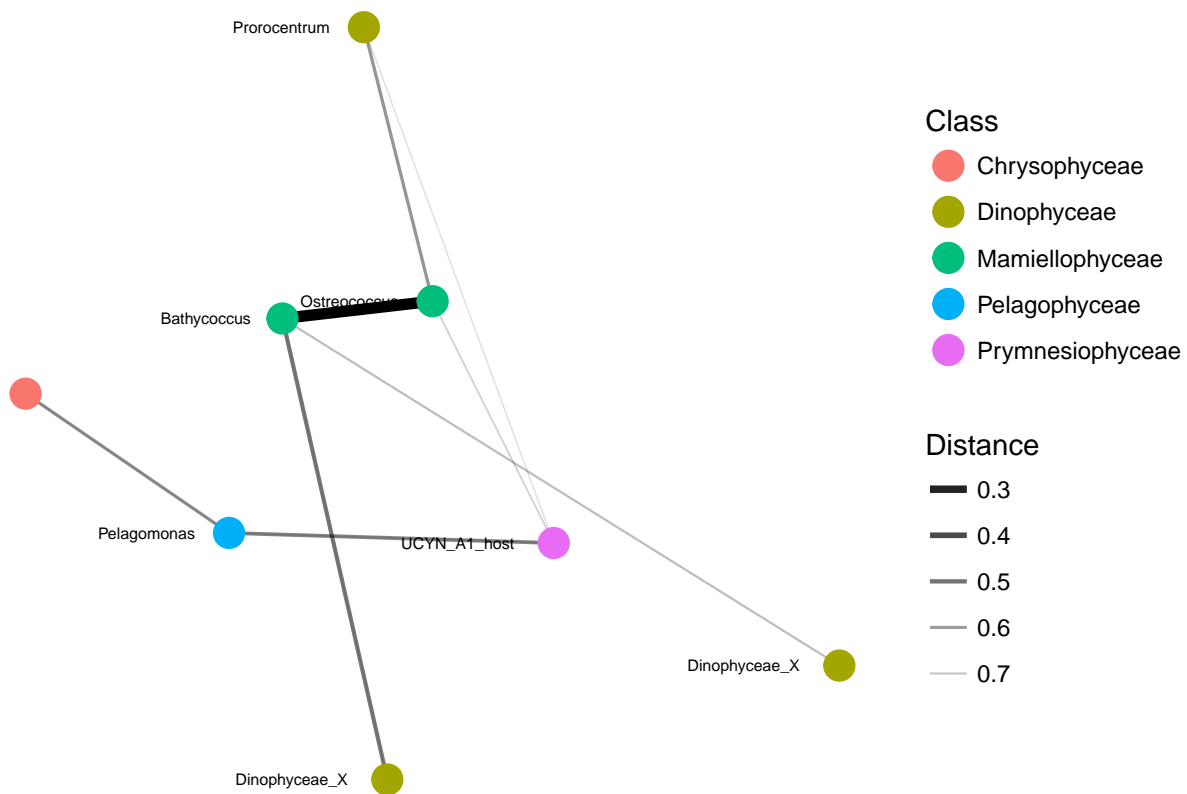 Prorocentrum
Ostreococcus
Bathycoccus
Pelagomonas
UCYN_A1_host
Dinophyceae_X
Dinophyceae_X
Class
Chrysophyceae
Dinophyceae
Mamiellophyceae
Pelagophyceae
Prymnesiophyceae
Distance
0.3
0.4
0.5
0.6
0.7